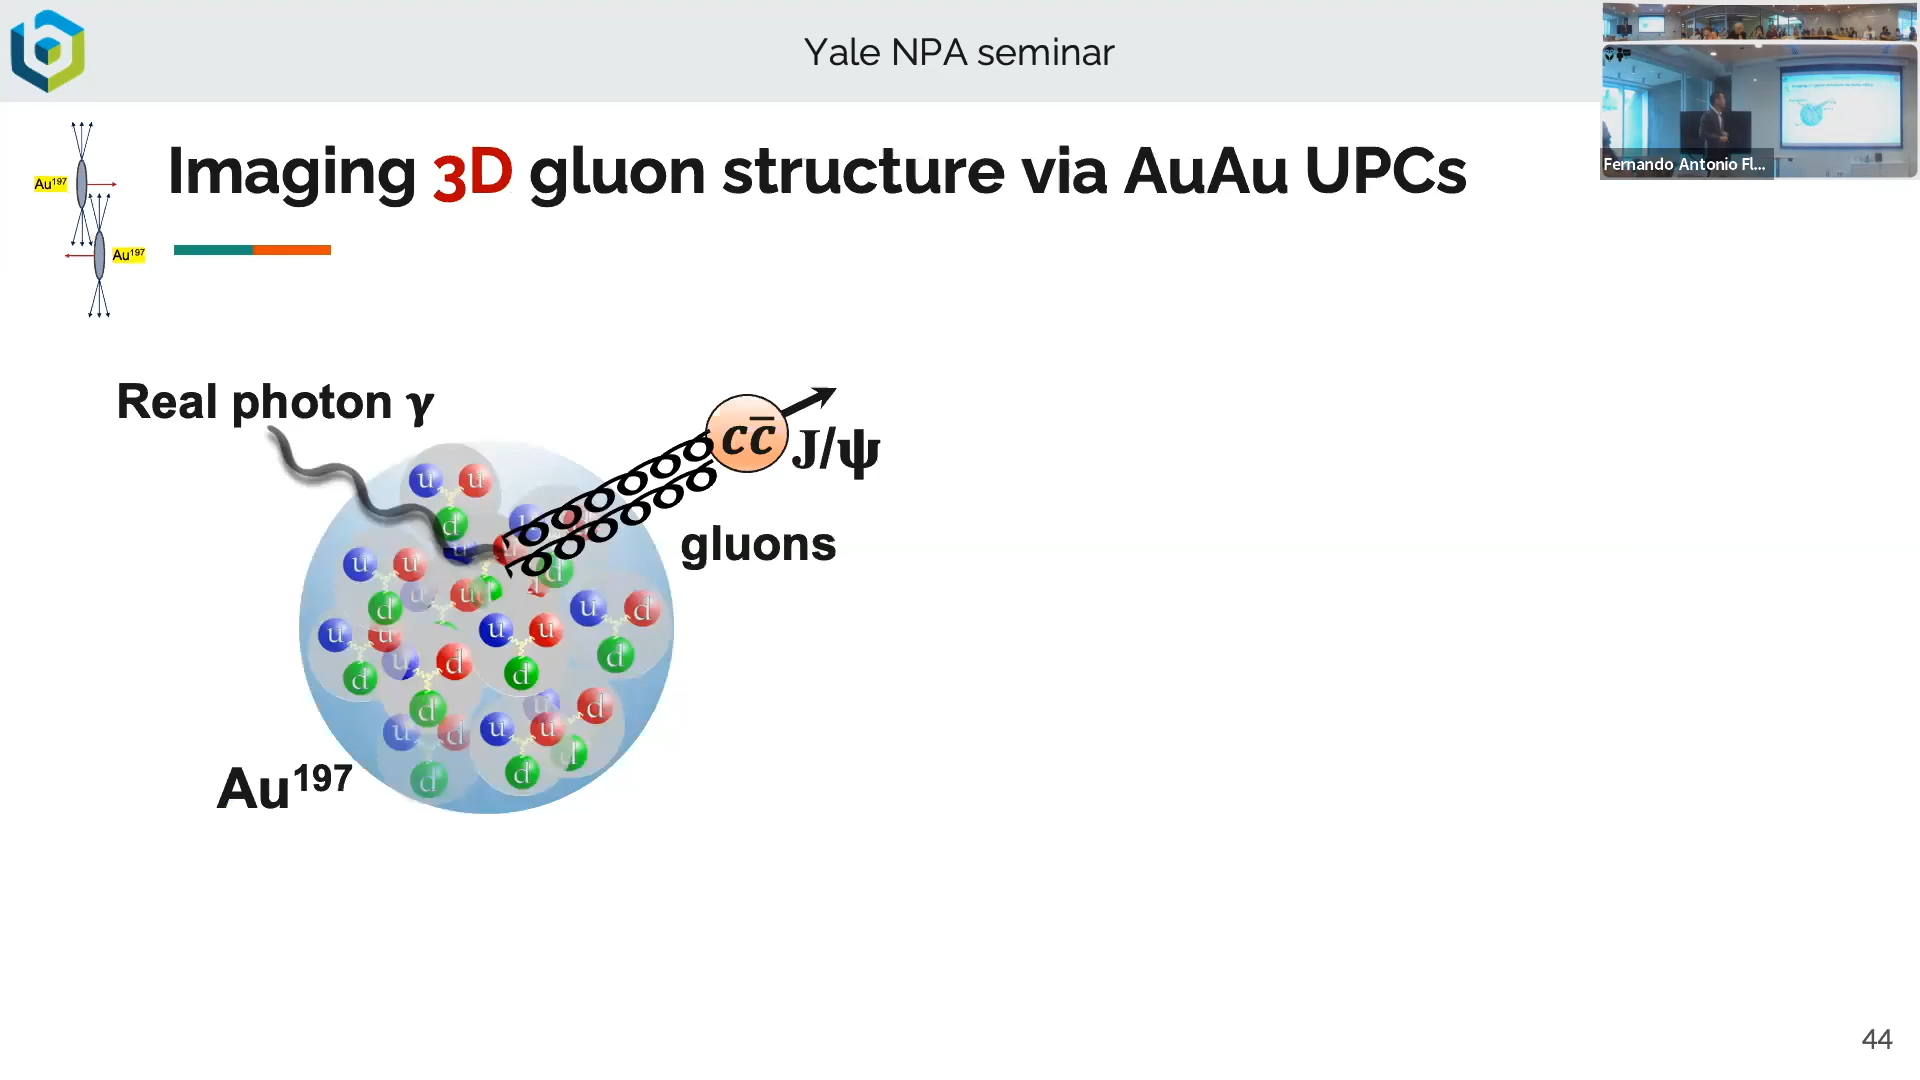 Yale NPA seminar
Fernando Antonio Fl...
Imaging 3D gluon structure via AuAu UPCs
Au¹⁹⁷
Au¹⁹⁷
Real photon γ
cc̅
J/ψ
gluons
u u
d
u
u u
d
u
d
u u d
u d
d
u u
d
u u
d
u d
d
u d
u u
d
d
u d
d
Au¹⁹⁷
44